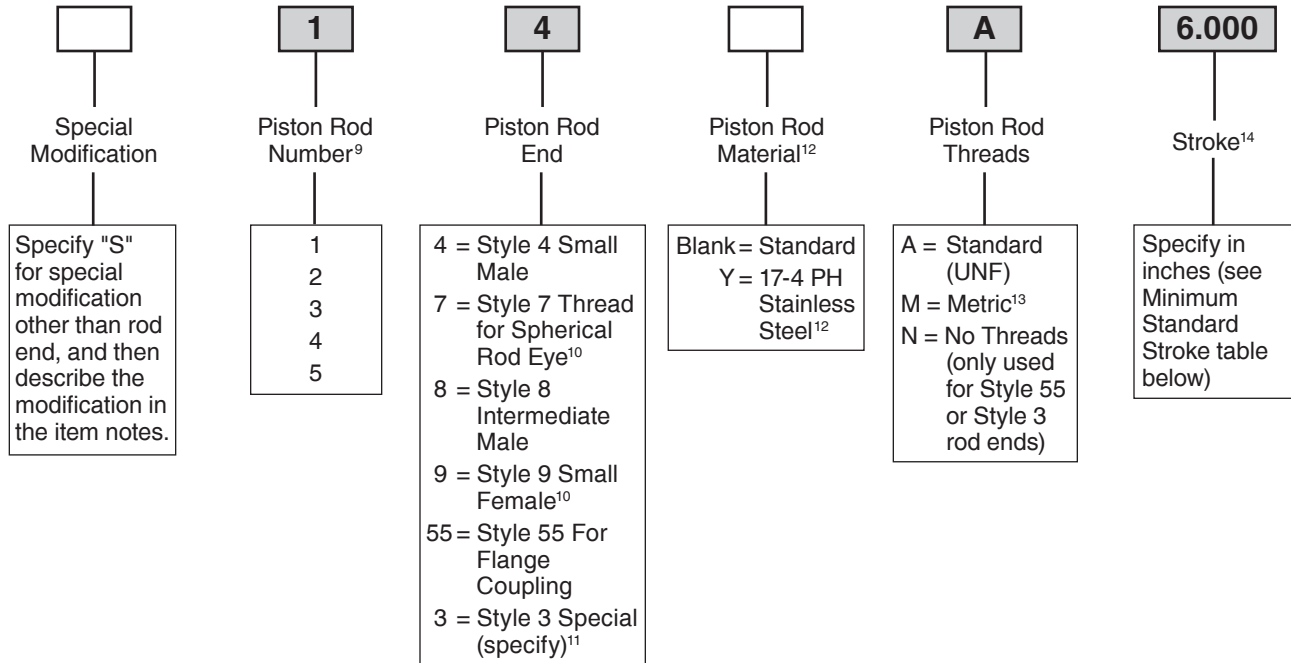 1
4
A
6.000
Special
Modification
Piston Rod
Number⁹
Piston Rod
End
Piston Rod
Material¹²
Piston Rod
Threads
Stroke¹⁴
Specify "S"
for special
modification
other than rod
end, and then
describe the
modification in
the item notes.
1
2
3
4
5
4 = Style 4 Small
Male
7 = Style 7 Thread
for Spherical
Rod Eye¹⁰
8 = Style 8
Intermediate
Male
9 = Style 9 Small
Female¹⁰
55 = Style 55 For
Flange
Coupling
3 = Style 3 Special
(specify)¹¹
Blank = Standard
Y = 17-4 PH
Stainless
Steel¹²
A = Standard
(UNF)
M = Metric¹³
N = No Threads
(only used
for Style 55
or Style 3
rod ends)
Specify in
inches (see
Minimum
Standard
Stroke table
below)